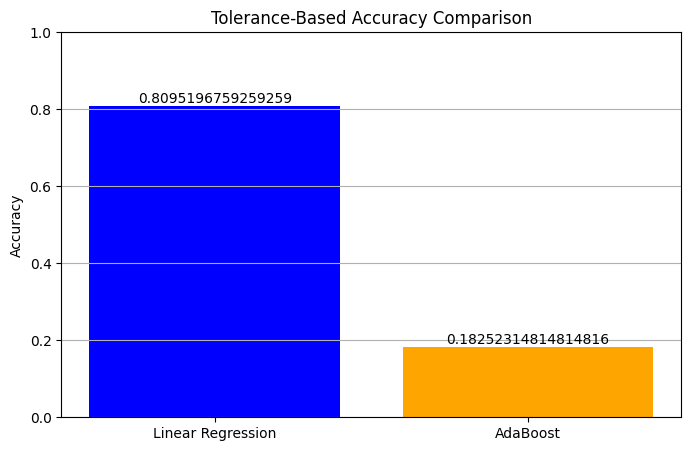 Tolerance-Based Accuracy Comparison
1.0
0.8
0.6
0.4
0.2
0.0
Accuracy
0.8095196759259259
0.18252314814814816
Linear Regression
AdaBoost